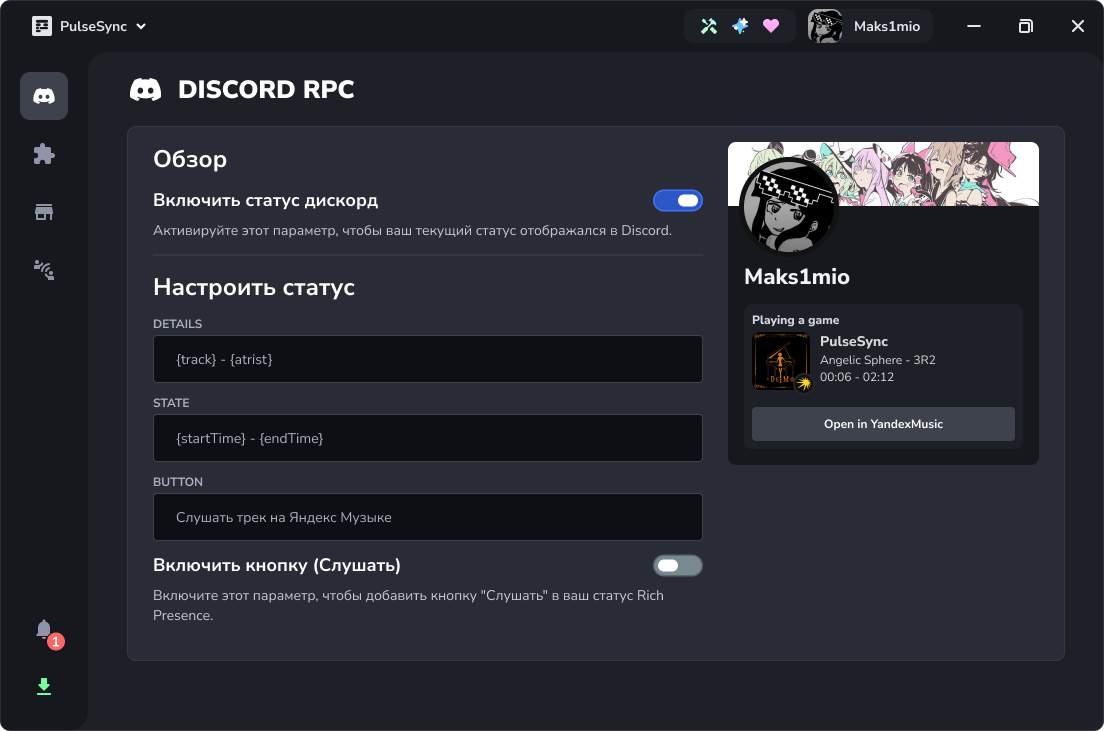 PulseSync
Maks1mio
DISCORD RPC
Обзор
Включить статус дискорд
Активируйте этот параметр, чтобы ваш текущий статус отображался в Discord.
Настроить статус
DETAILS
{track} - {atrist}
STATE
{startTime} - {endTime}
BUTTON
Слушать трек на Яндекс Музыке
Включить кнопку (Слушать)
Включите этот параметр, чтобы добавить кнопку "Слушать" в ваш статус Rich
Presence.
Maks1mio
Playing a game
PulseSync
Angelic Sphere - 3R2
00:06 - 02:12
Open in YandexMusic
1